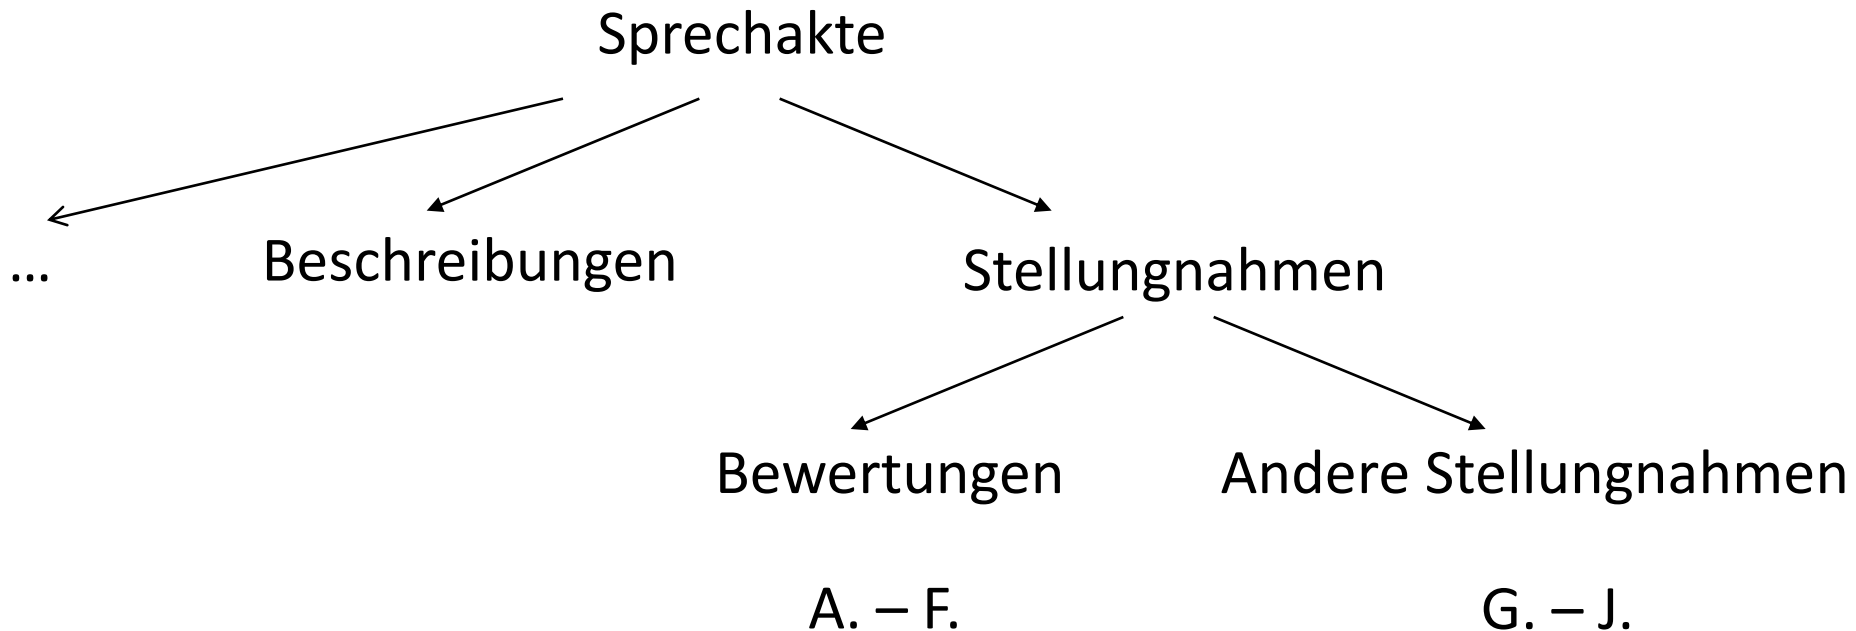 Sprechakte
...
Beschreibungen
Stellungnahmen
Bewertungen
Andere Stellungnahmen
A. – F.
G. – J.